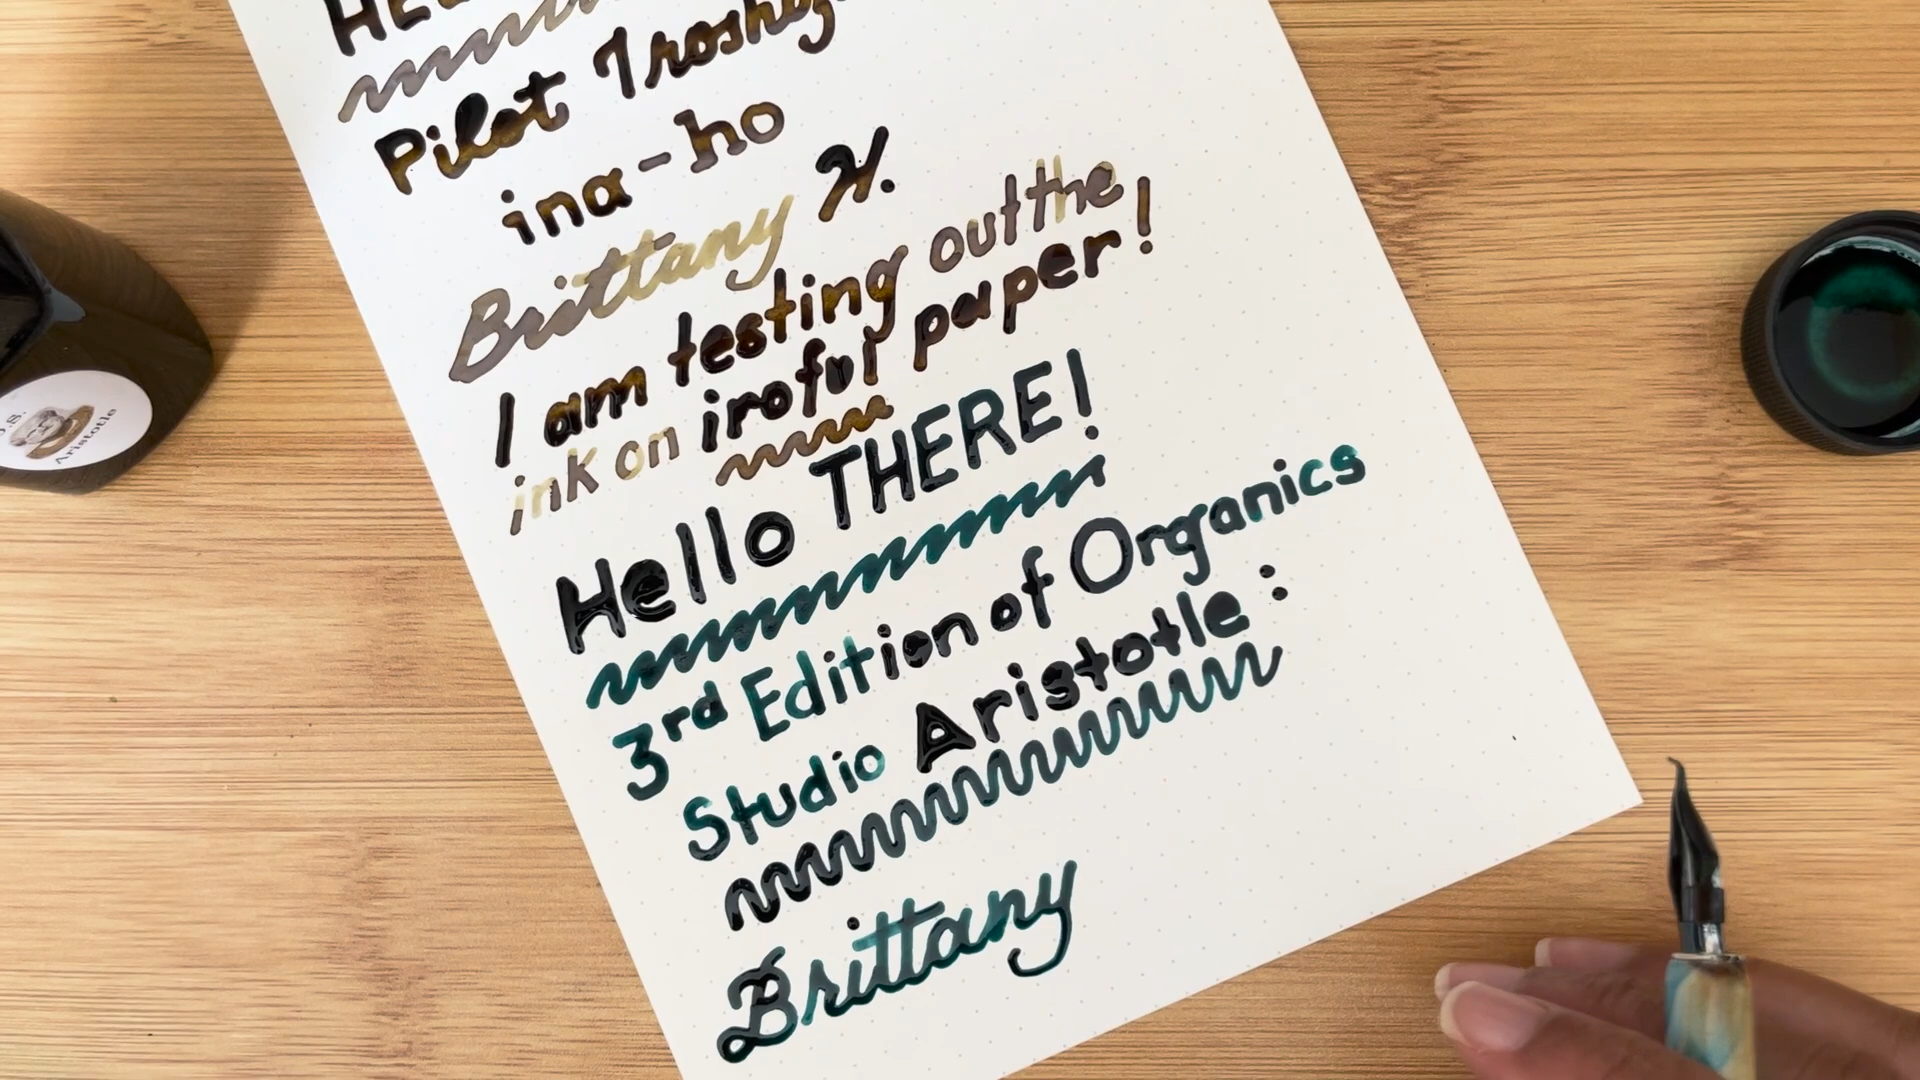 Pilot Iroshizu
ina-ho
Brittany H.
I am testing out the
ink on iroful paper!
Hello THERE!
3rd Edition of Organics
Studio Aristotle:
Brittany
Aristotle